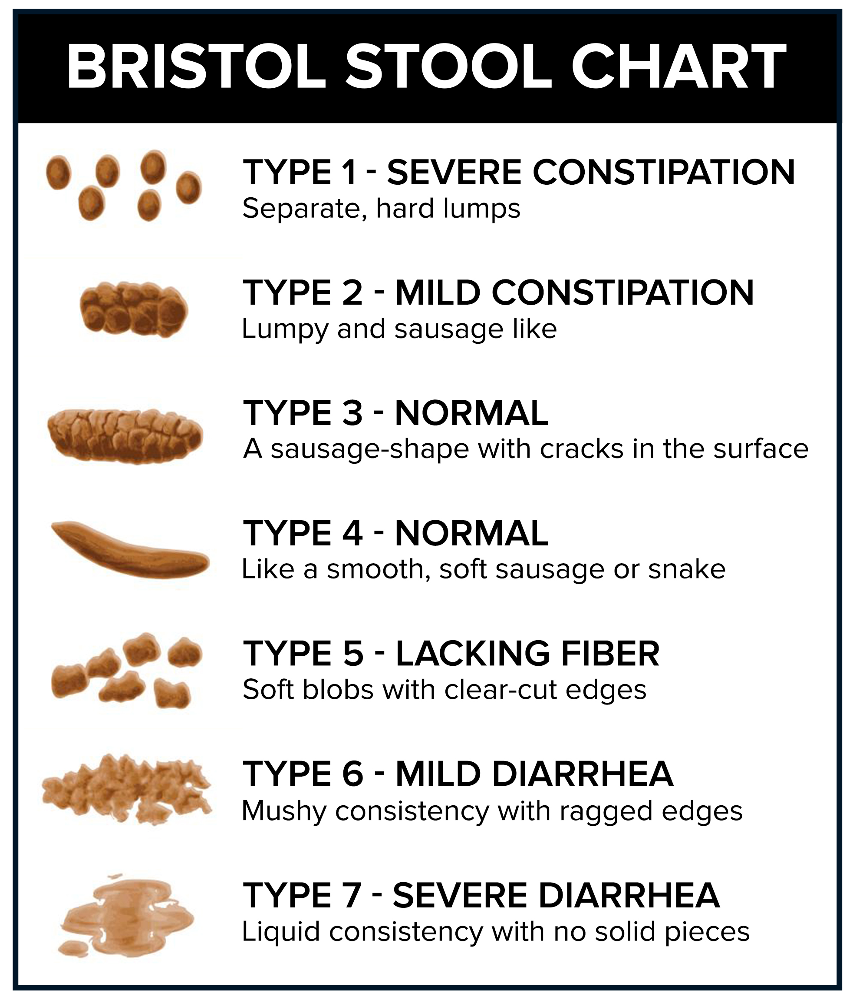 BRISTOL STOOL CHART
TYPE 1 - SEVERE CONSTIPATION
Separate, hard lumps
TYPE 2 - MILD CONSTIPATION
Lumpy and sausage like
TYPE 3 - NORMAL
A sausage-shape with cracks in the surface
TYPE 4 - NORMAL
Like a smooth, soft sausage or snake
TYPE 5 - LACKING FIBER
Soft blobs with clear-cut edges
TYPE 6 - MILD DIARRHEA
Mushy consistency with ragged edges
TYPE 7 - SEVERE DIARRHEA
Liquid consistency with no solid pieces